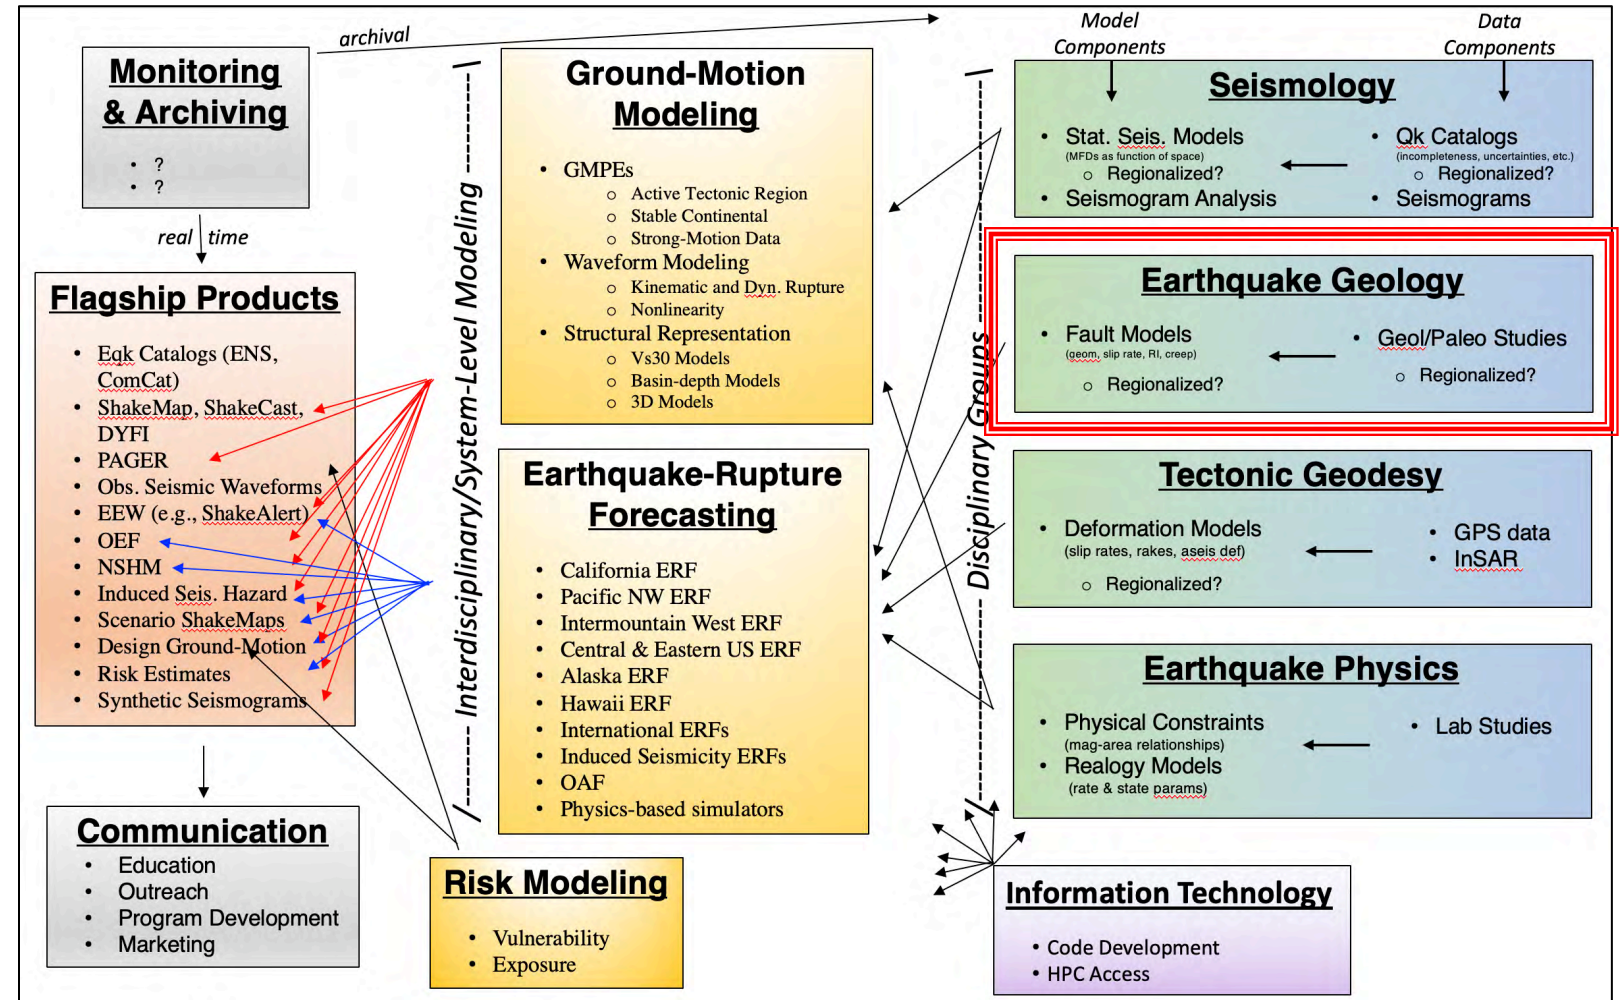 archival
Model
Components
Data
Components
Monitoring
& Archiving
• ?
• ?
real time
Flagship Products
• Eqk Catalogs (ENS,
ComCat)
• ShakeMap, ShakeCast,
DYFI
• PAGER
• Obs. Seismic Waveforms
• EEW (e.g., ShakeAlert)
• OEF
• NSHM
• Induced Seis. Hazard
• Scenario ShakeMaps
• Design Ground-Motion
• Risk Estimates
• Synthetic Seismograms
Communication
• Education
• Outreach
• Program Development
• Marketing
Interdisciplinary/System-Level Modeling
Ground-Motion
Modeling
• GMPEs
o Active Tectonic Region
o Stable Continental
o Strong-Motion Data
• Waveform Modeling
o Kinematic and Dyn. Rupture
o Nonlinearity
• Structural Representation
o Vs30 Models
o Basin-depth Models
o 3D Models
Earthquake-Rupture
Forecasting
• California ERF
• Pacific NW ERF
• Intermountain West ERF
• Central & Eastern US ERF
• Alaska ERF
• Hawaii ERF
• International ERFs
• Induced Seismicity ERFs
• OAF
• Physics-based simulators
Risk Modeling
• Vulnerability
• Exposure
Disciplinary Groups
Seismology
• Stat. Seis. Models
(MFDs as function of space)
o Regionalized?
• Seismogram Analysis
• Qk Catalogs
(incompleteness, uncertainties, etc.)
o Regionalized?
• Seismograms
Earthquake Geology
• Fault Models
(geom, slip rate, RI, creep)
o Regionalized?
• Geol/Paleo Studies
o Regionalized?
Tectonic Geodesy
• Deformation Models
(slip rates, rakes, aseis def)
o Regionalized?
• GPS data
• InSAR
Earthquake Physics
• Physical Constraints
(mag-area relationships)
• Realogy Models
(rate & state params)
• Lab Studies
Information Technology
• Code Development
• HPC Access